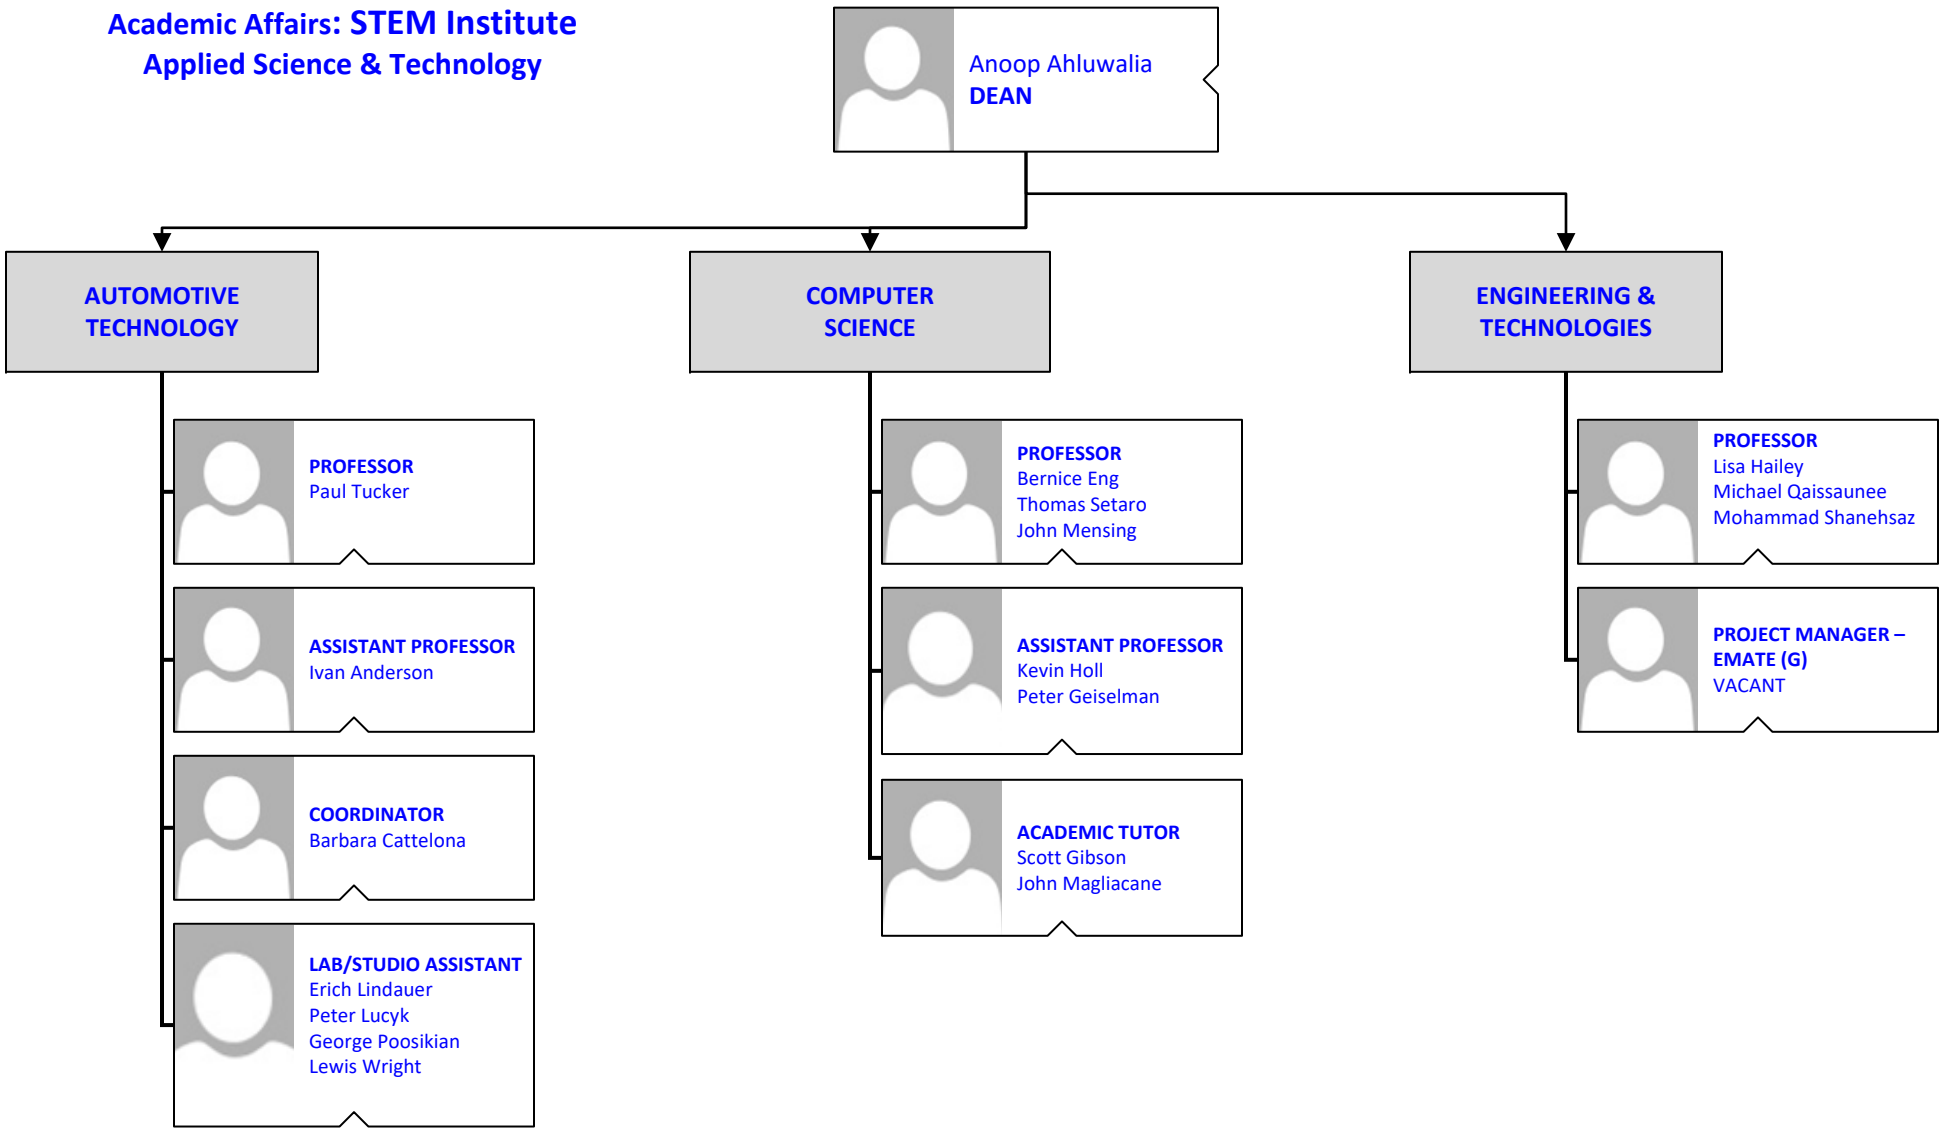 Academic Affairs: STEM Institute
Applied Science & Technology
Anoop Ahluwalia
DEAN
AUTOMOTIVE
TECHNOLOGY
PROFESSOR
Paul Tucker
ASSISTANT PROFESSOR
Ivan Anderson
COORDINATOR
Barbara Cattelona
LAB/STUDIO ASSISTANT
Erich Lindauer
Peter Lucyk
George Poosikian
Lewis Wright
COMPUTER
SCIENCE
PROFESSOR
Bernice Eng
Thomas Setaro
John Mensing
ASSISTANT PROFESSOR
Kevin Holl
Peter Geiselman
ACADEMIC TUTOR
Scott Gibson
John Magliacane
ENGINEERING &
TECHNOLOGIES
PROFESSOR
Lisa Hailey
Michael Qaissaunee
Mohammad Shanehsaz
PROJECT MANAGER –
EMATE (G)
VACANT